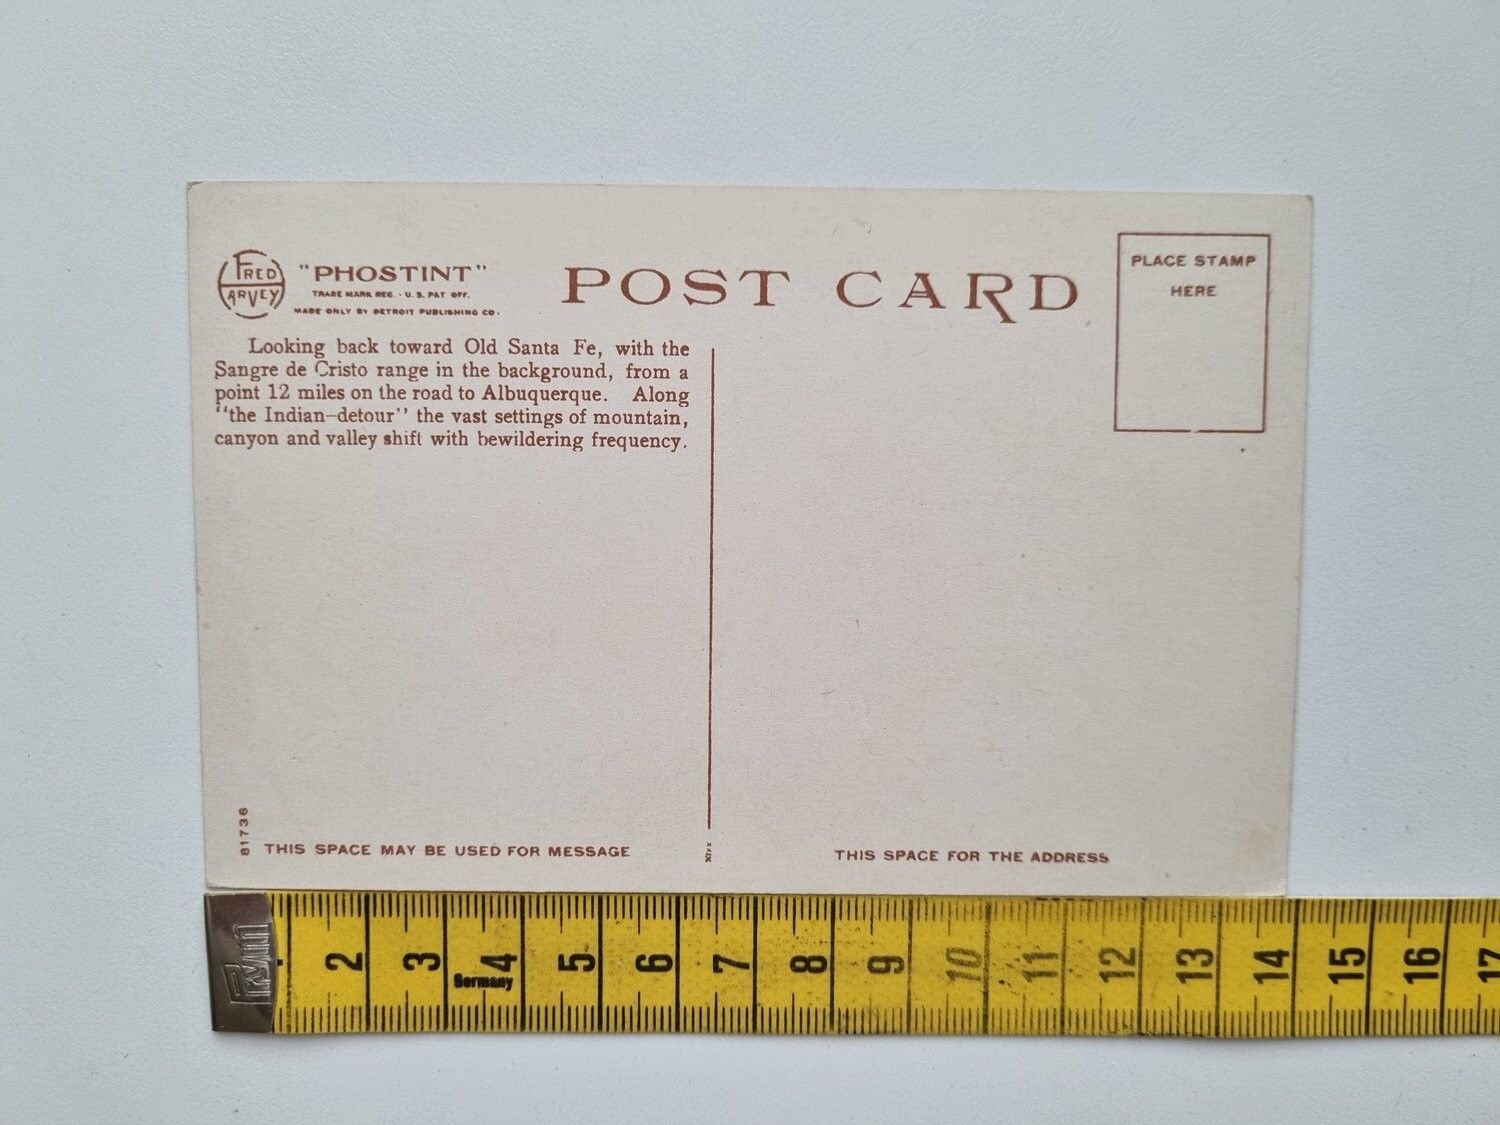 FRED
HARVEY
"PHOSTINT"
TRADE MARK REG. · U. S. PAT OFF.
MADE ONLY BY DETROIT PUBLISHING CO.
POST CARD
PLACE STAMP
HERE
Looking back toward Old Santa Fe, with the
Sangre de Cristo range in the background, from a
point 12 miles on the road to Albuquerque. Along
"the Indian-detour" the vast settings of mountain,
canyon and valley shift with bewildering frequency.
81736
THIS SPACE MAY BE USED FOR MESSAGE
THIS SPACE FOR THE ADDRESS
Prym
2 3 4 5 6 7 8 9 10 11 12 13 14 15 16 17
Germany